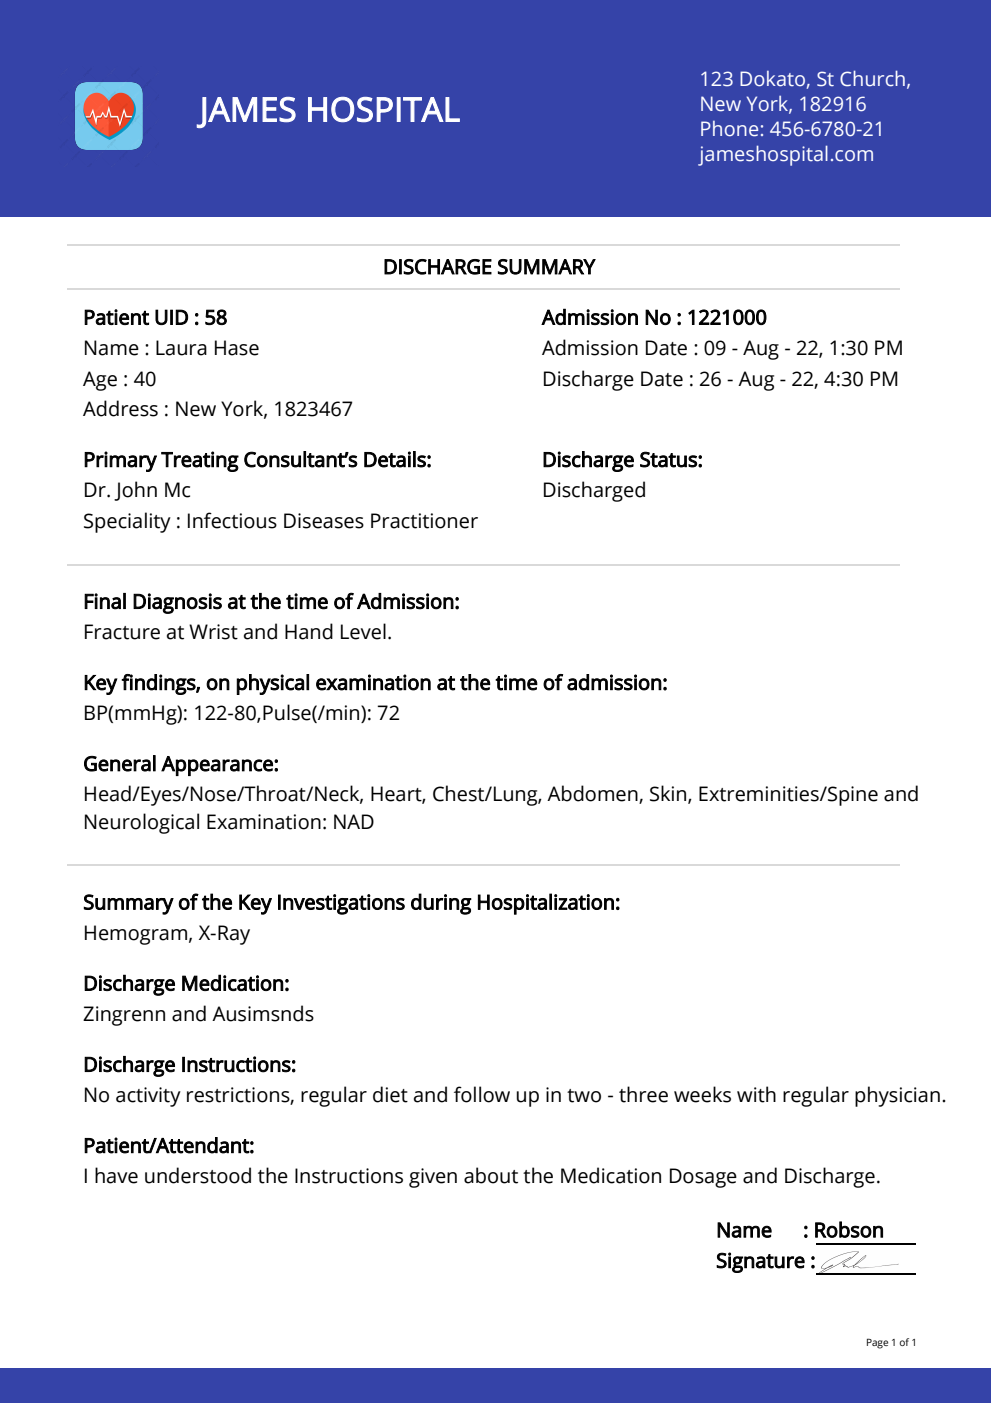 JAMES HOSPITAL
123 Dokato, St Church,
New York, 182916
Phone: 456-6780-21
jameshospital.com
DISCHARGE SUMMARY
Patient UID : 58
Name : Laura Hase
Age : 40
Address : New York, 1823467
Admission No : 1221000
Admission Date : 09 - Aug - 22, 1:30 PM
Discharge Date : 26 - Aug - 22, 4:30 PM
Primary Treating Consultant’s Details:
Dr. John Mc
Speciality : Infectious Diseases Practitioner
Discharge Status:
Discharged
Final Diagnosis at the time of Admission:
Fracture at Wrist and Hand Level.
Key findings, on physical examination at the time of admission:
BP(mmHg): 122-80,Pulse(/min): 72
General Appearance:
Head/Eyes/Nose/Throat/Neck, Heart, Chest/Lung, Abdomen, Skin, Extreminities/Spine and
Neurological Examination: NAD
Summary of the Key Investigations during Hospitalization:
Hemogram, X-Ray
Discharge Medication:
Zingrenn and Ausimsnds
Discharge Instructions:
No activity restrictions, regular diet and follow up in two - three weeks with regular physician.
Patient/Attendant:
I have understood the Instructions given about the Medication Dosage and Discharge.
Name : Robson
Signature :
Page 1 of 1